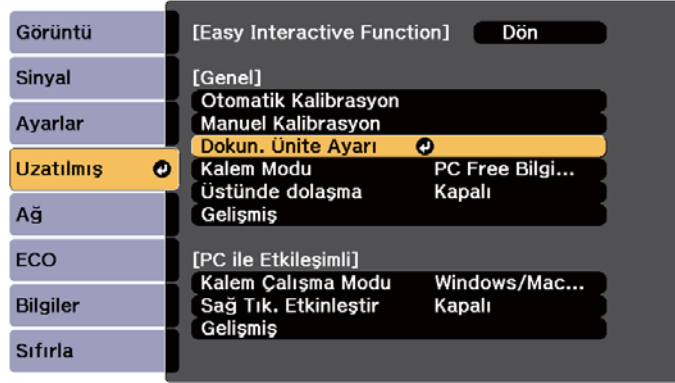 Görüntü
Sinyal
Ayarlar
Uzatılmış
Ağ
ECO
Bilgiler
Sıfırla
[Easy Interactive Function] Dön
[Genel]
Otomatik Kalibrasyon
Manuel Kalibrasyon
Dokun. Ünite Ayarı
Kalem Modu PC Free Bilgi...
Üstünde dolaşma Kapalı
Gelişmiş
[PC ile Etkileşimli]
Kalem Çalışma Modu Windows/Mac...
Sağ Tık. Etkinleştir Kapalı
Gelişmiş